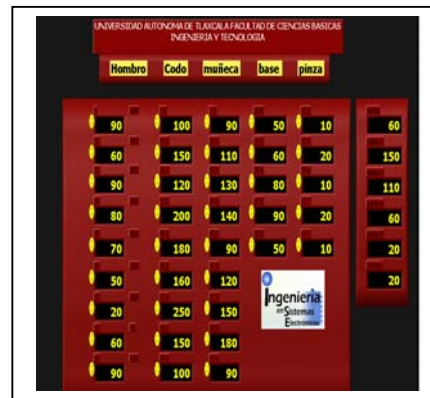 UNIVERSIDAD AUTONOMA DE TLAXCALA FACULTAD DE CIENCIAS BASICAS
INGENIERÍA Y TECNOLOGIA
Hombro Codo muñeca base pinza
90 100 90 50 10 60
60 150 110 60 20 150
90 120 130 80 10 110
80 200 140 90 20 60
70 180 90 50 10 20
50 160 120 20
20 250 150
60 150 180
90 100 90
Ingeniería
en Sistemas
Electrónicos